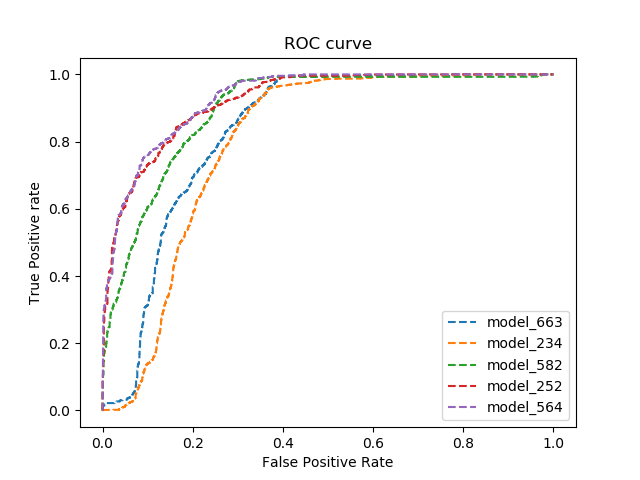 ROC curve
True Positive rate
1.0
0.8
0.6
0.4
0.2
0.0
0.0 0.2 0.4 0.6 0.8 1.0
False Positive Rate
model_663
model_234
model_582
model_252
model_564